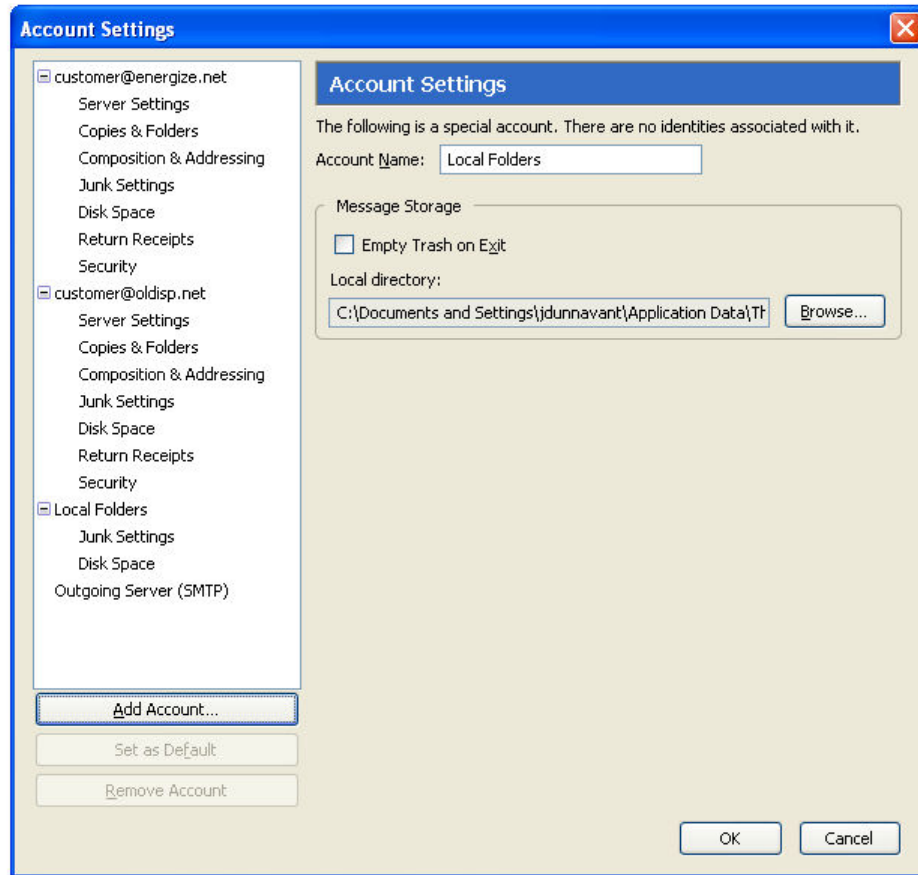 Account Settings
customer@energize.net
Server Settings
Copies & Folders
Composition & Addressing
Junk Settings
Disk Space
Return Receipts
Security
customer@oldisp.net
Server Settings
Copies & Folders
Composition & Addressing
Junk Settings
Disk Space
Return Receipts
Security
Local Folders
Junk Settings
Disk Space
Outgoing Server (SMTP)
Add Account...
Set as Default
Remove Account
Account Settings
The following is a special account. There are no identities associated with it.
Account Name: Local Folders
Message Storage
Empty Trash on Exit
Local directory:
C:\Documents and Settings\jdunnavant\Application Data\Th Browse...
OK Cancel